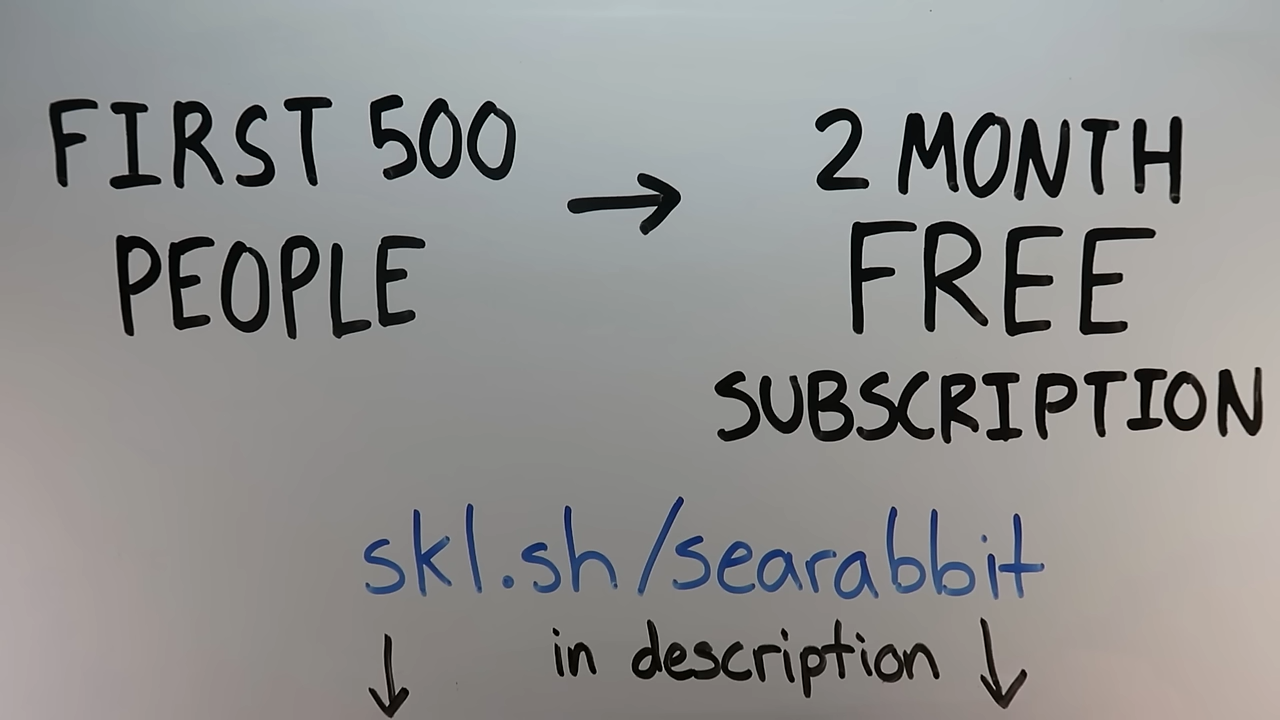 FIRST 500
PEOPLE
→
2 MONTH
FREE
SUBSCRIPTION
skl.sh/searabbit
↓ in description ↓